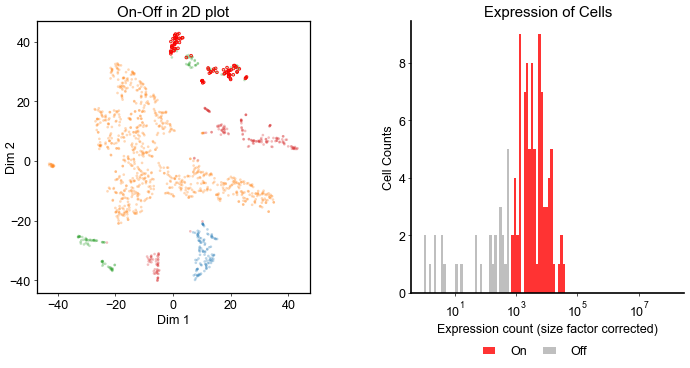 On-Off in 2D plot
Dim 2
40
20
0
−20
−40
−40 −20 0 20 40
Dim 1
Expression of Cells
Cell Counts
8
6
4
2
0
10^1 10^3 10^5 10^7
Expression count (size factor corrected)
On Off